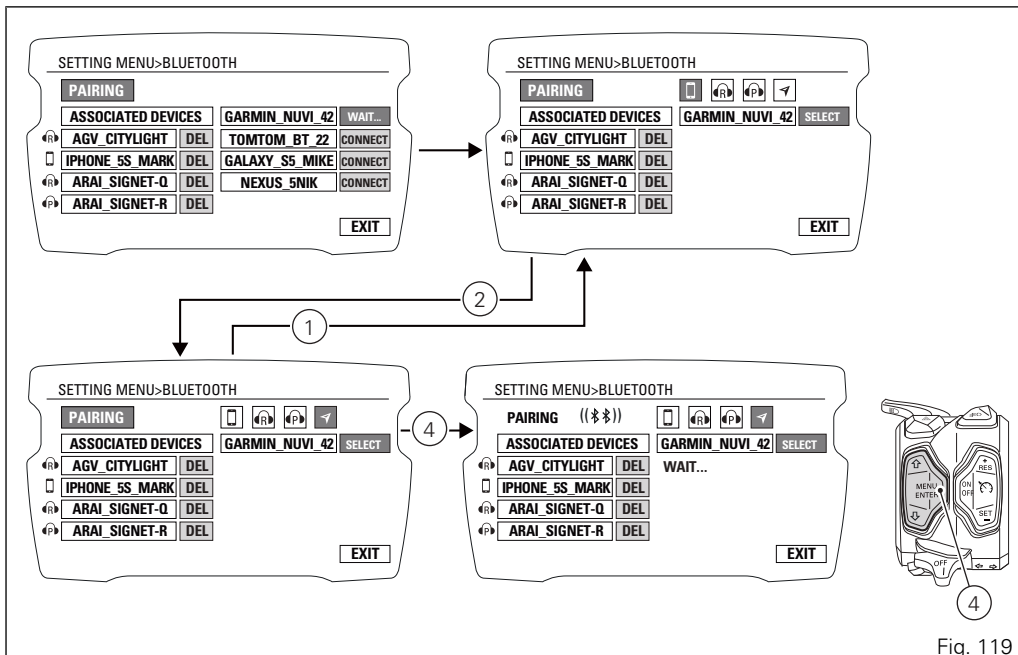 SETTING MENU>BLUETOOTH
PAIRING
ASSOCIATED DEVICES GARMIN_NUVI_42 WAIT...
R AGV_CITYLIGHT DEL TOMTOM_BT_22 CONNECT
IPHONE_5S_MARK DEL GALAXY_S5_MIKE CONNECT
R ARAI_SIGNET-Q DEL NEXUS_5NIK CONNECT
P ARAI_SIGNET-R DEL
EXIT
SETTING MENU>BLUETOOTH
PAIRING R P
ASSOCIATED DEVICES GARMIN_NUVI_42 SELECT
R AGV_CITYLIGHT DEL
IPHONE_5S_MARK DEL
R ARAI_SIGNET-Q DEL
P ARAI_SIGNET-R DEL
EXIT
2
1
SETTING MENU>BLUETOOTH
PAIRING R P
ASSOCIATED DEVICES GARMIN_NUVI_42 SELECT
R AGV_CITYLIGHT DEL
IPHONE_5S_MARK DEL
R ARAI_SIGNET-Q DEL
P ARAI_SIGNET-R DEL
EXIT
4
SETTING MENU>BLUETOOTH
PAIRING R P
ASSOCIATED DEVICES GARMIN_NUVI_42 SELECT
R AGV_CITYLIGHT DEL WAIT...
IPHONE_5S_MARK DEL
R ARAI_SIGNET-Q DEL
P ARAI_SIGNET-R DEL
EXIT
+
RES
MENU
ENTER
ON
OFF
SET
−
OFF
4
Fig. 119